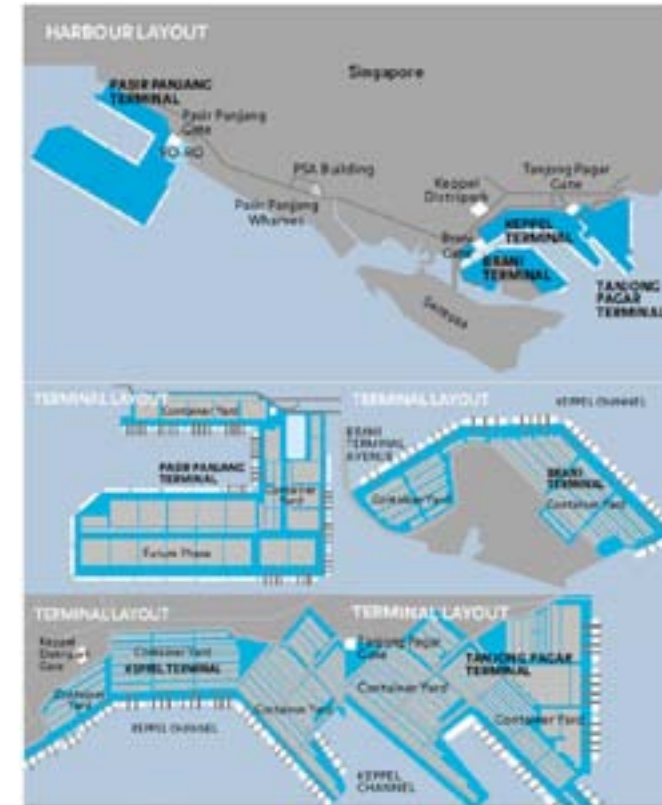 HARBOUR LAYOUT
Singapore
PASIR PANJANG
TERMINAL
Pasir Panjang
Gate
RO-RO
PSA Building
Pasir Panjang
Wharves
Keppel
Distripark
Tanjong Pagar
Gate
Brani
Gate
KEPPEL
TERMINAL
BRANI
TERMINAL
TANJONG
PAGAR
TERMINAL
Sentosa
TERMINAL LAYOUT
Container Yard
PASIR PANJANG
TERMINAL
Container
Yard
Future Phase
TERMINAL LAYOUT
KEPPEL CHANNEL
BRANI
TERMINAL
AVENUE
BRANI
TERMINAL
Container Yard
Container Yard
TERMINAL LAYOUT
Keppel
Distripark
Gate
Container Yard
KEPPEL TERMINAL
Container
Yard
Container Yard
KEPPEL CHANNEL
TERMINAL LAYOUT
Tanjong Pagar
Gate
TANJONG PAGAR
TERMINAL
Container Yard
Container Yard
KEPPEL
CHANNEL